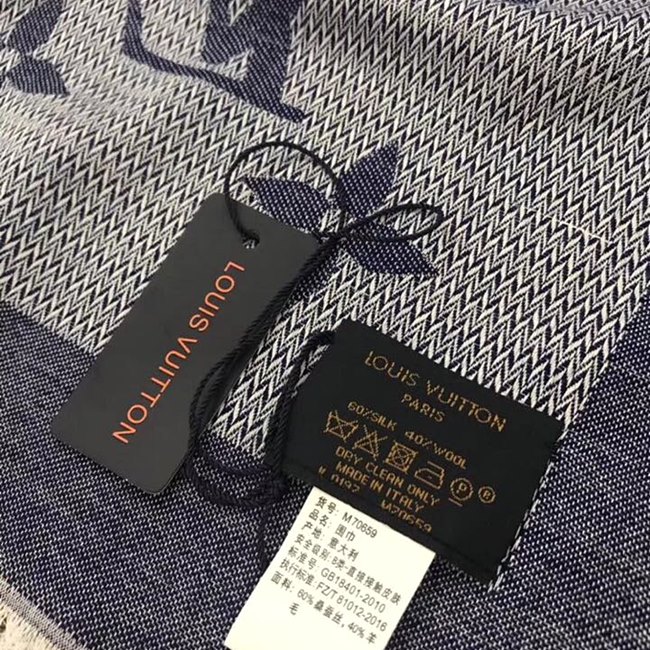 LOUIS VUITTON
LOUIS VUITTON
PARIS
60%SILK 40%WOOL
DRY CLEAN ONLY
MADE IN ITALY
M70659
货号: M70659
品名: 围巾
产地: 意大利
安全级别: B类-直接接触皮肤
标准号: GB18401-2010
执行标准: FZ/T 81012-2016
面料: 60% 桑蚕丝, 40% 羊
毛